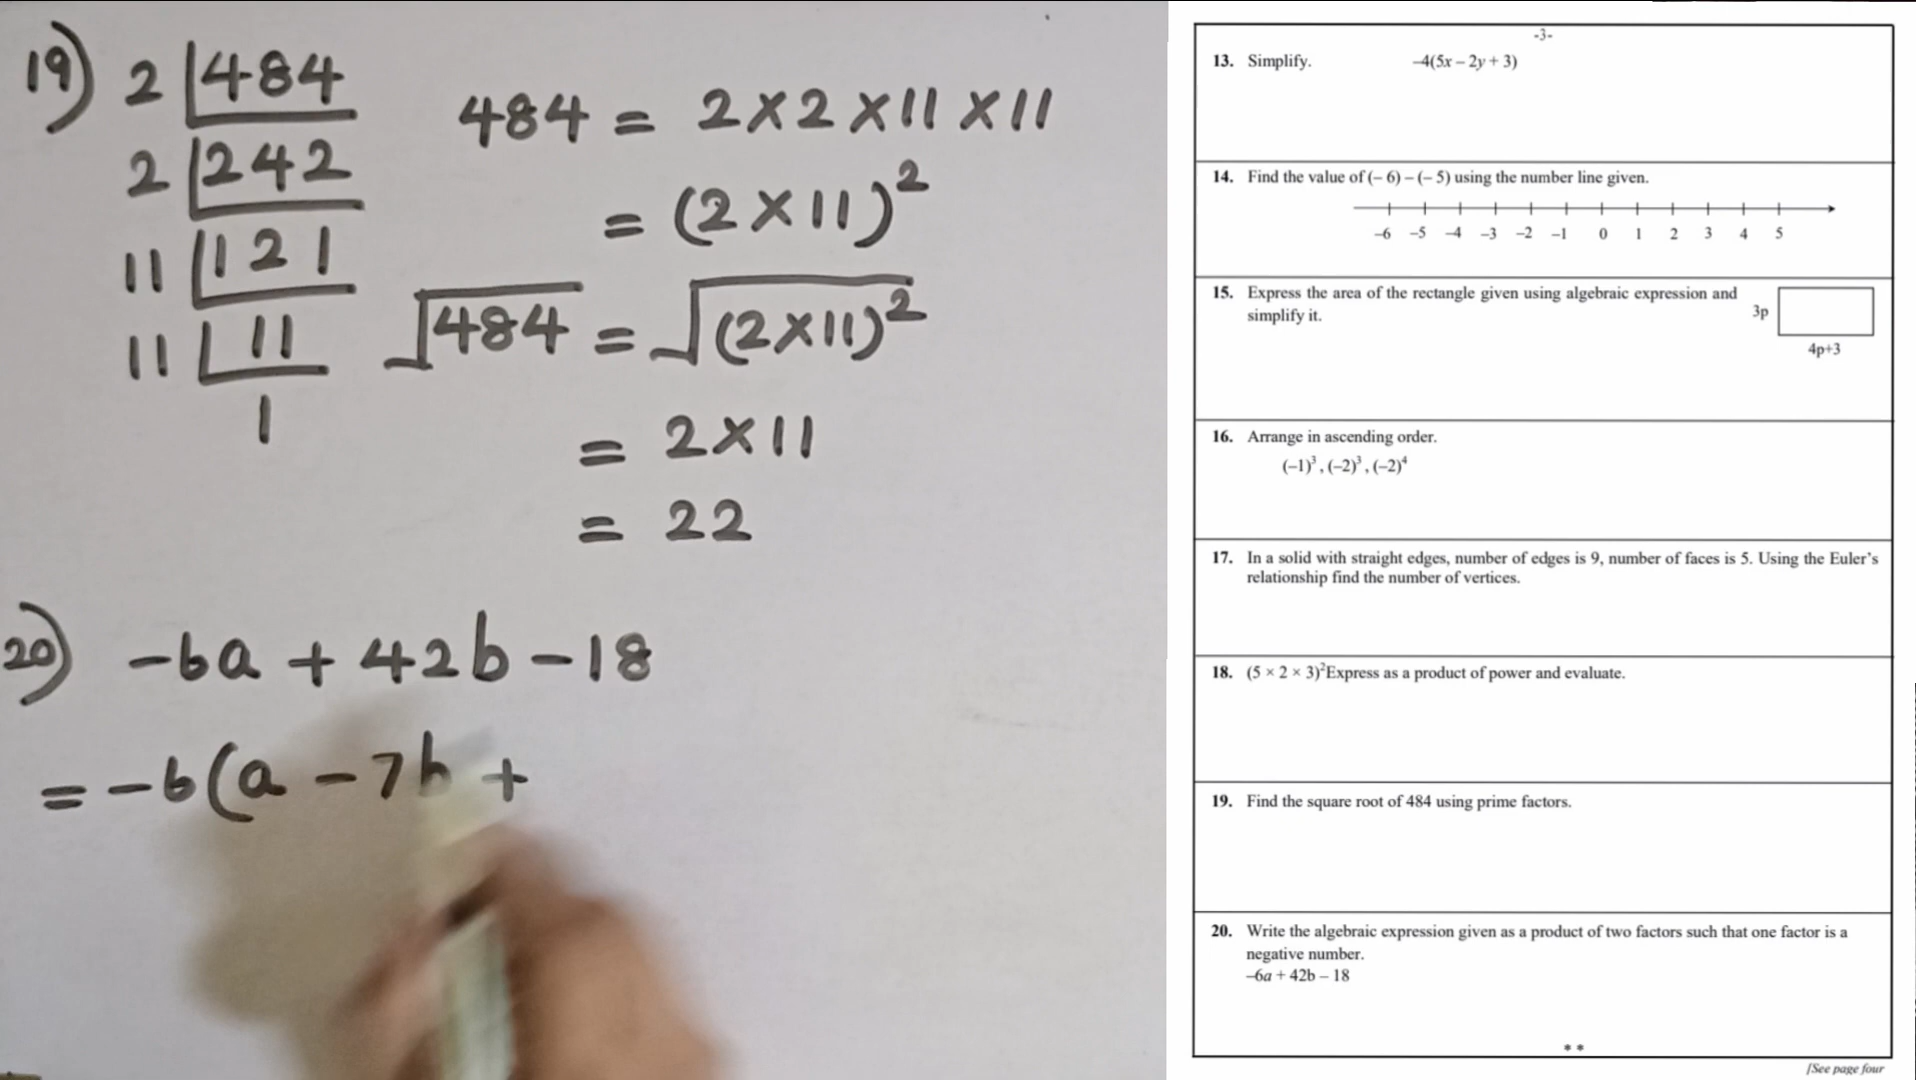 19) 2 484
2 242
11 121
11 11
1
484 = 2 × 2 × 11 × 11
= (2 × 11)²
√484 = √(2×11)²
= 2 × 11
= 22
20) -6a + 42b - 18
= -6(a - 7b +
-3-
13. Simplify. –4(5x – 2y + 3)
14. Find the value of (– 6) – (– 5) using the number line given.
–6 –5 –4 –3 –2 –1 0 1 2 3 4 5
15. Express the area of the rectangle given using algebraic expression and
simplify it.
3p
4p+3
16. Arrange in ascending order.
(–1)³ , (–2)³ , (–2)⁴
17. In a solid with straight edges, number of edges is 9, number of faces is 5. Using the Euler's
relationship find the number of vertices.
18. (5 × 2 × 3)²Express as a product of power and evaluate.
19. Find the square root of 484 using prime factors.
20. Write the algebraic expression given as a product of two factors such that one factor is a
negative number.
–6a + 42b – 18
* *
[See page four